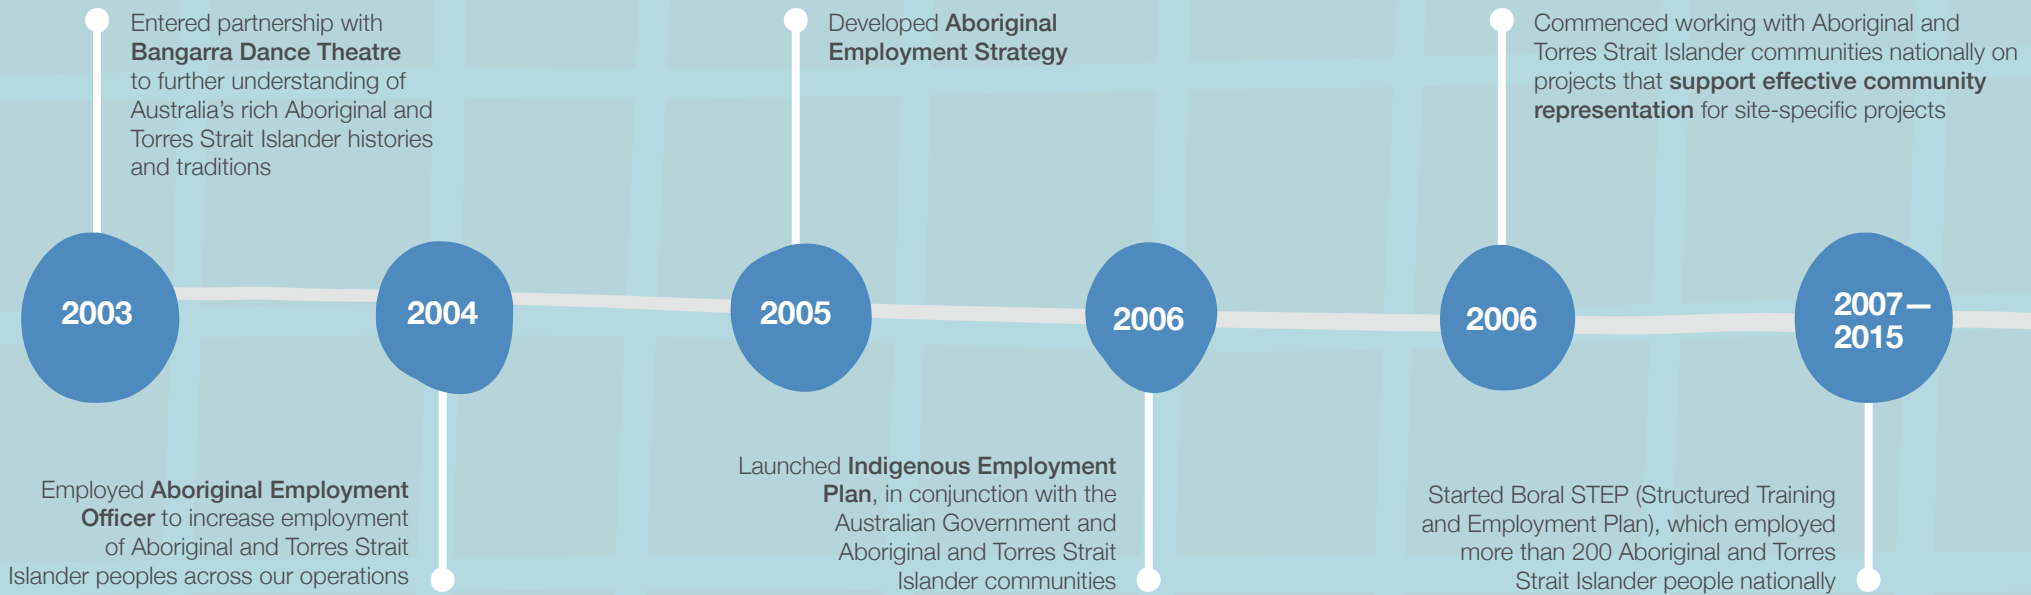 Entered partnership with
Bangarra Dance Theatre
to further understanding of
Australia’s rich Aboriginal and
Torres Strait Islander histories
and traditions
Developed Aboriginal
Employment Strategy
Commenced working with Aboriginal and
Torres Strait Islander communities nationally on
projects that support effective community
representation for site-specific projects
2003
2004
2005
2006
2006
2007—
2015
Employed Aboriginal Employment
Officer to increase employment
of Aboriginal and Torres Strait
Islander peoples across our operations
Launched Indigenous Employment
Plan, in conjunction with the
Australian Government and
Aboriginal and Torres Strait
Islander communities
Started Boral STEP (Structured Training
and Employment Plan), which employed
more than 200 Aboriginal and Torres
Strait Islander people nationally